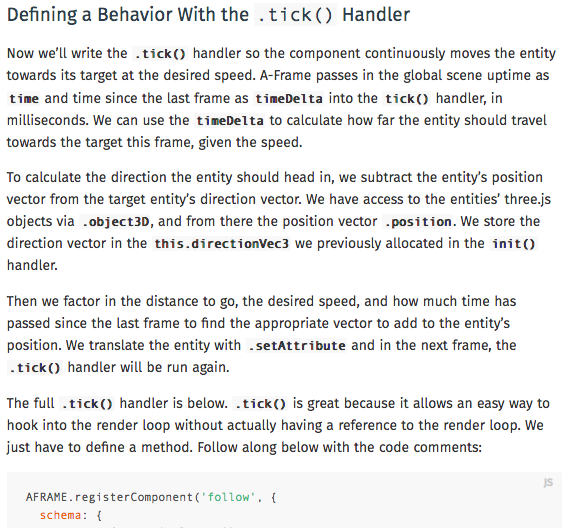 Defining a Behavior With the .tick() Handler
Now we'll write the .tick() handler so the component continuously moves the entity
towards its target at the desired speed. A-Frame passes in the global scene uptime as
time and time since the last frame as timeDelta into the tick() handler, in
milliseconds. We can use the timeDelta to calculate how far the entity should travel
towards the target this frame, given the speed.
To calculate the direction the entity should head in, we subtract the entity's position
vector from the target entity's direction vector. We have access to the entities' three.js
objects via .object3D, and from there the position vector .position. We store the
direction vector in the this.directionVec3 we previously allocated in the init()
handler.
Then we factor in the distance to go, the desired speed, and how much time has
passed since the last frame to find the appropriate vector to add to the entity's
position. We translate the entity with .setAttribute and in the next frame, the
.tick() handler will be run again.
The full .tick() handler is below. .tick() is great because it allows an easy way to
hook into the render loop without actually having a reference to the render loop. We
just have to define a method. Follow along below with the code comments:
JS
AFRAME.registerComponent('follow', {
schema: {